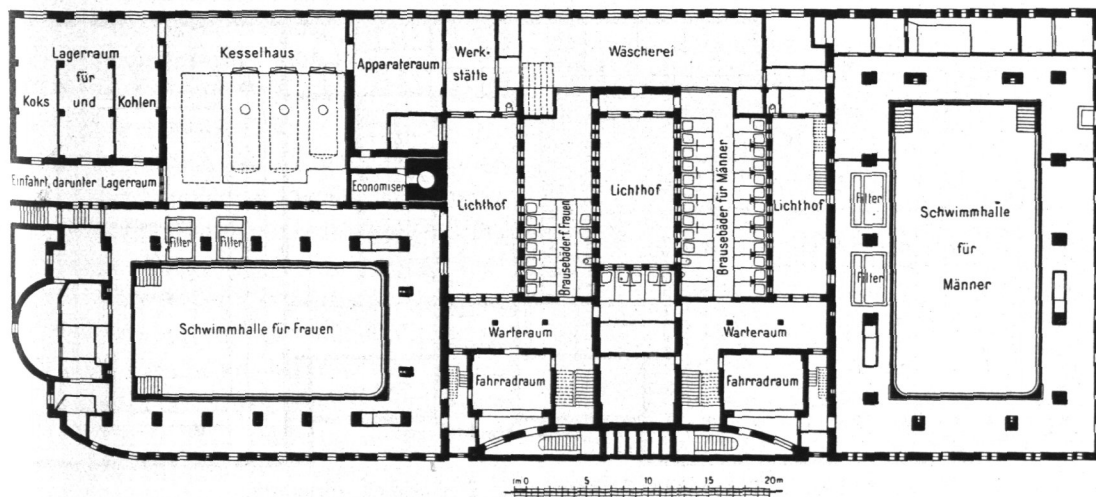 Lagerraum
für
und
Koks
Kohlen
Kesselhaus
Apparateraum
Werk-
stätte
Wäscherei
Einfahrt, darunter Lagerraum
Economiser
Lichthof
Brausebäder f. Frauen
Lichthof
Brausebäder für Männer
Lichthof
Filter
Filter
Schwimmhalle
für
Männer
Filter
Filter
Schwimmhalle für Frauen
Warteraum
Warteraum
Fahrradraum
Fahrradraum
1m 0 5 10 15 20m